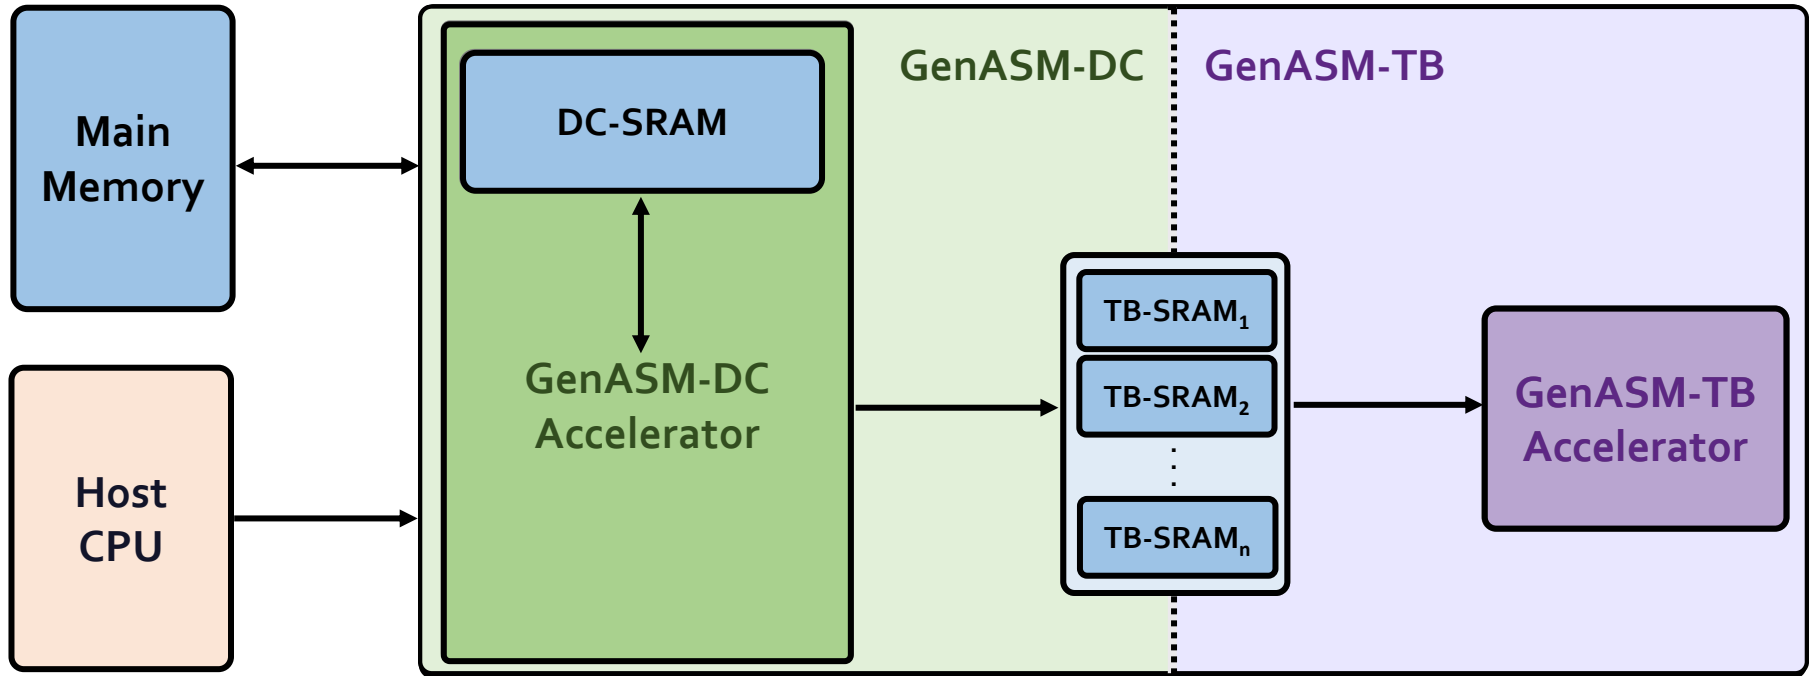 Main
Memory
Host
CPU
DC-SRAM
GenASM-DC
Accelerator
GenASM-DC
GenASM-TB
TB-SRAM₁
TB-SRAM₂
⋮
TB-SRAMₙ
GenASM-TB
Accelerator